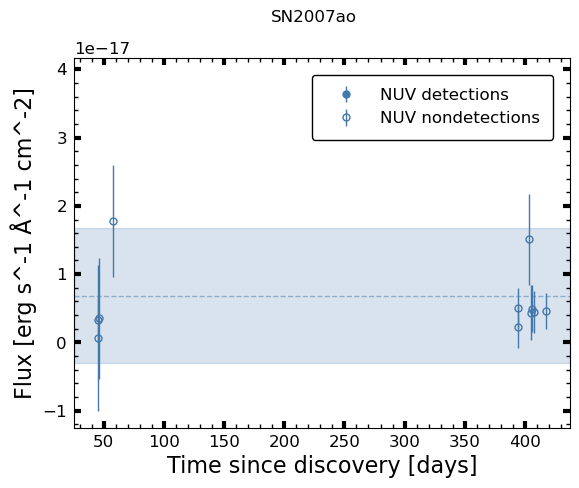 SN2007ao
1e−17
NUV detections
NUV nondetections
Flux [erg s^-1 Å^-1 cm^-2]
4
3
2
1
0
−1
50 100 150 200 250 300 350 400
Time since discovery [days]